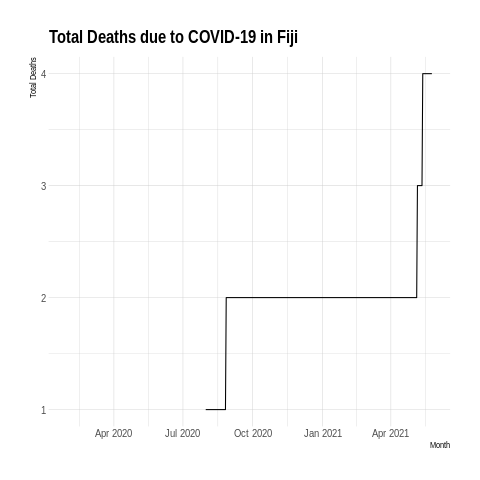 Total Deaths due to COVID-19 in Fiji
Total Deaths
4
3
2
1
Apr 2020 Jul 2020 Oct 2020 Jan 2021 Apr 2021
Month